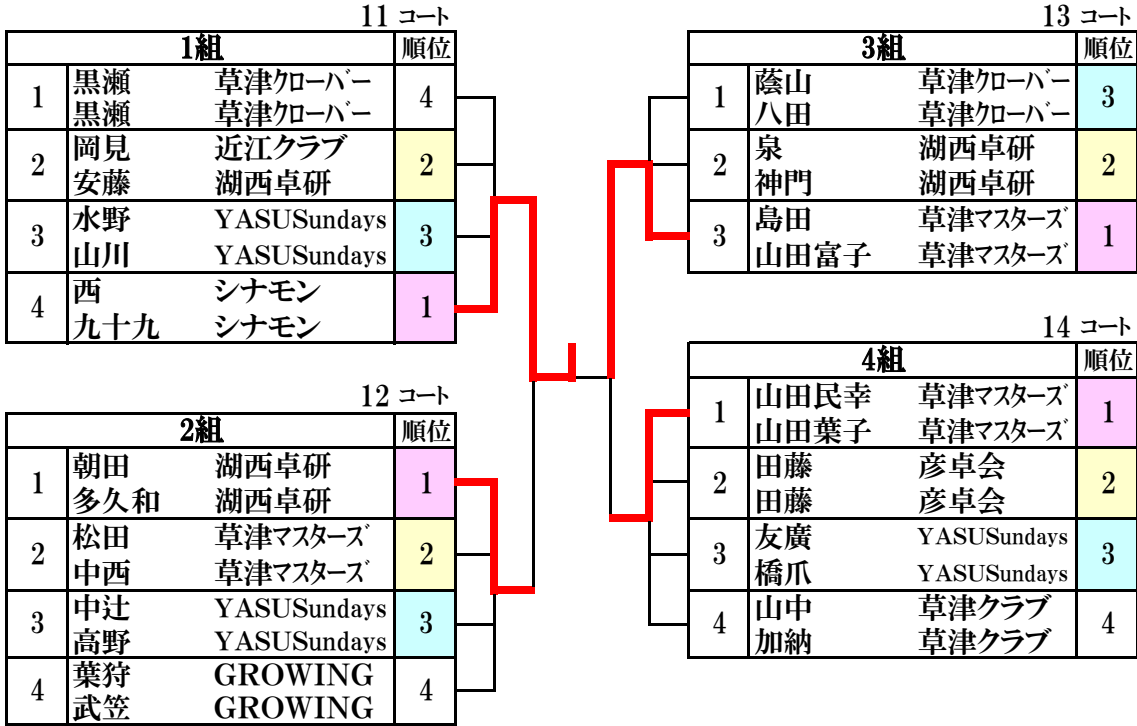 11 コート
1組 順位
1 黒瀬 草津クローバー 4
黒瀬 草津クローバー
2 岡見 近江クラブ 2
安藤 湖西卓研
3 水野 YASUSundays 3
山川 YASUSundays
4 西 シナモン 1
九十九 シナモン
12 コート
2組 順位
1 朝田 湖西卓研 1
多久和 湖西卓研
2 松田 草津マスターズ 2
中西 草津マスターズ
3 中辻 YASUSundays 3
高野 YASUSundays
4 葉狩 GROWING 4
武笠 GROWING
13 コート
3組 順位
1 蔭山 草津クローバー 3
八田 草津クローバー
2 泉 湖西卓研 2
神門 湖西卓研
3 島田 草津マスターズ 1
山田富子 草津マスターズ
14 コート
4組 順位
1 山田民幸 草津マスターズ 1
山田葉子 草津マスターズ
2 田藤 彦卓会 2
田藤 彦卓会
3 友廣 YASUSundays 3
橋爪 YASUSundays
4 山中 草津クラブ 4
加納 草津クラブ